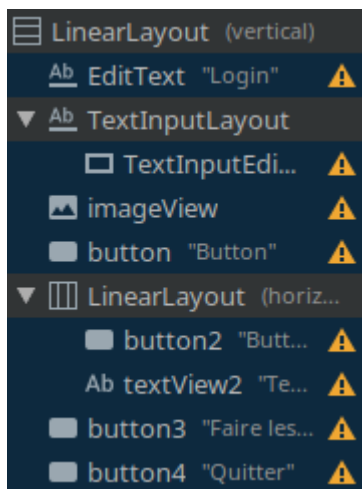 LinearLayout (vertical)
Ab EditText "Login"
Ab TextInputLayout
TextInputEdi...
imageView
button "Button"
LinearLayout (horiz...
button2 "Butt...
Ab textView2 "Te...
button3 "Faire les...
button4 "Quitter"